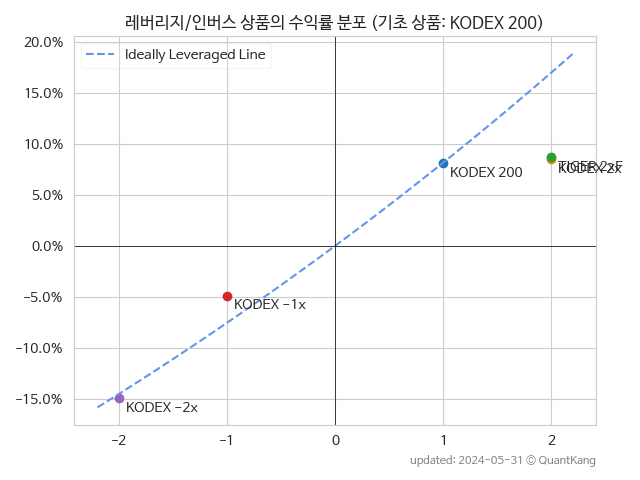 레버리지/인버스 상품의 수익률 분포 (기초 상품: KODEX 200)
Ideally Leveraged Line
20.0%
15.0%
10.0%
5.0%
0.0%
−5.0%
−10.0%
−15.0%
KODEX 200
KODEX 2x
KODEX −1x
KODEX −2x
−2
−1
0
1
2
updated: 2024-05-31 © QuantKang